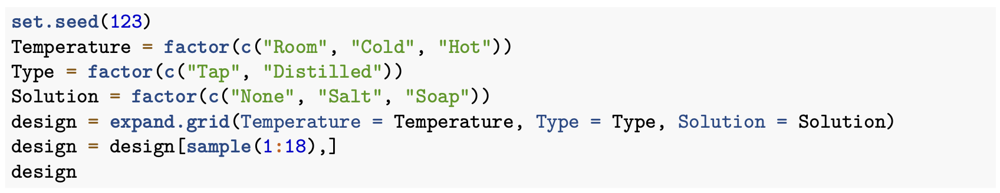 set.seed(123)
Temperature = factor(c("Room", "Cold", "Hot"))
Type = factor(c("Tap", "Distilled"))
Solution = factor(c("None", "Salt", "Soap"))
design = expand.grid(Temperature = Temperature, Type = Type, Solution = Solution)
design = design[sample(1:18),]
design